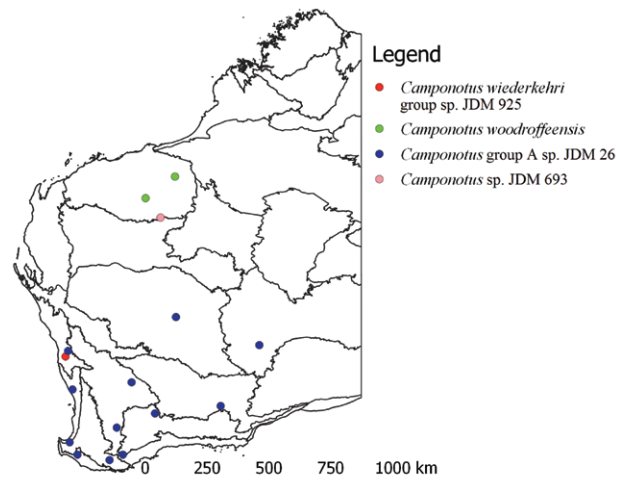 Legend
Camponotus wiederkehri
group sp. JDM 925
Camponotus woodroffeensis
Camponotus group A sp. JDM 26
Camponotus sp. JDM 693
0 250 500 750 1000 km